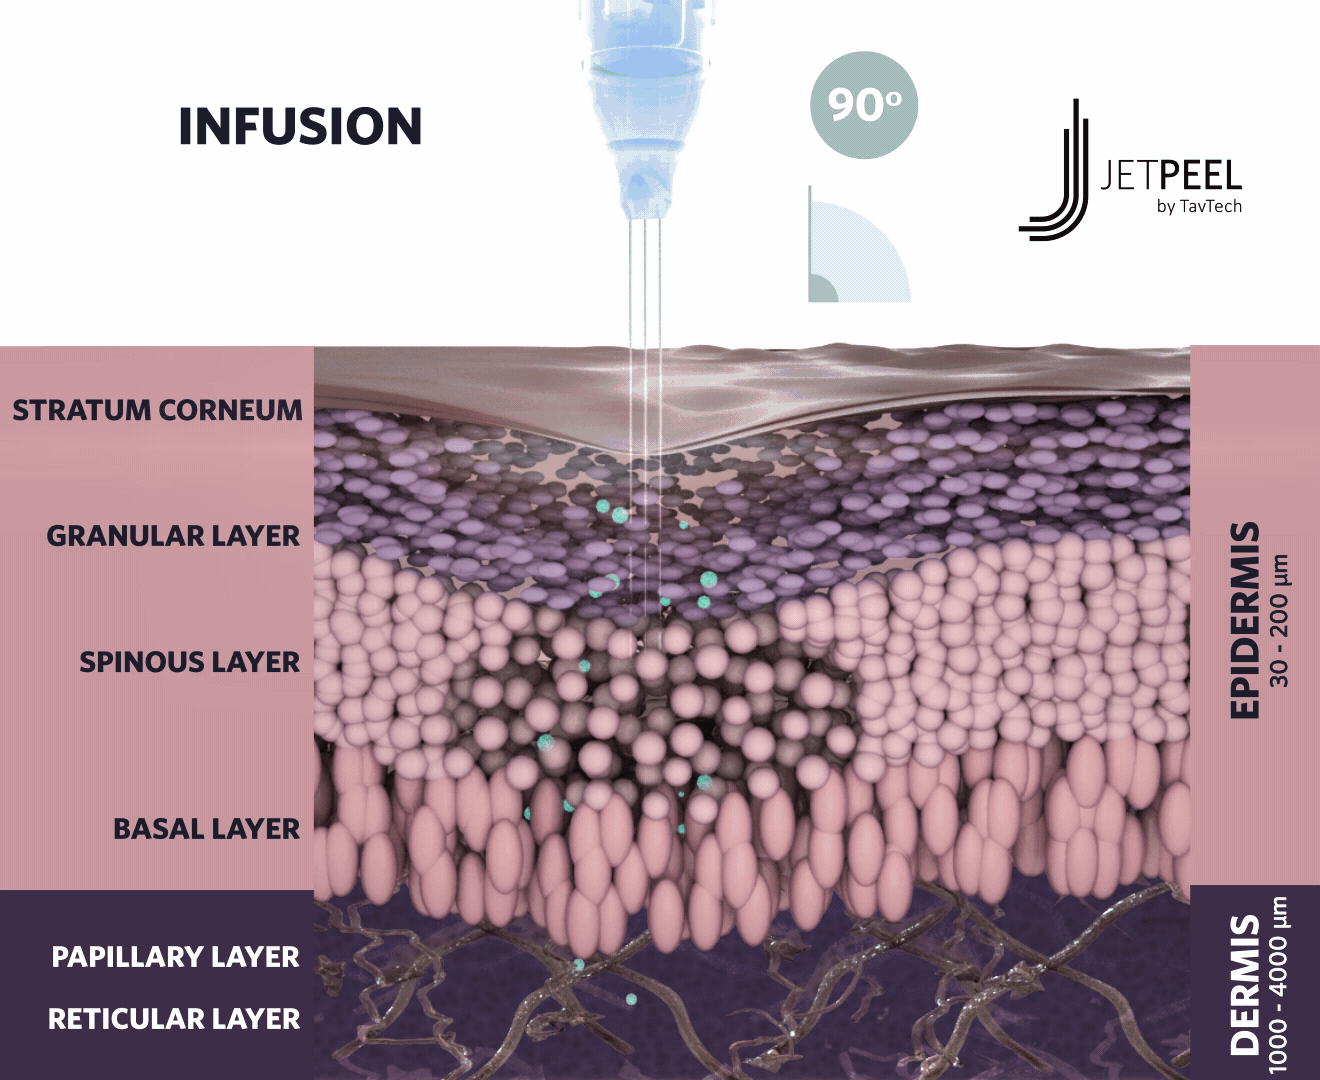 INFUSION
90º
JETPEEL
by TavTech
STRATUM CORNEUM
GRANULAR LAYER
SPINOUS LAYER
BASAL LAYER
PAPILLARY LAYER
RETICULAR LAYER
EPIDERMIS
30 - 200 µm
DERMIS
1000 - 4000 µm